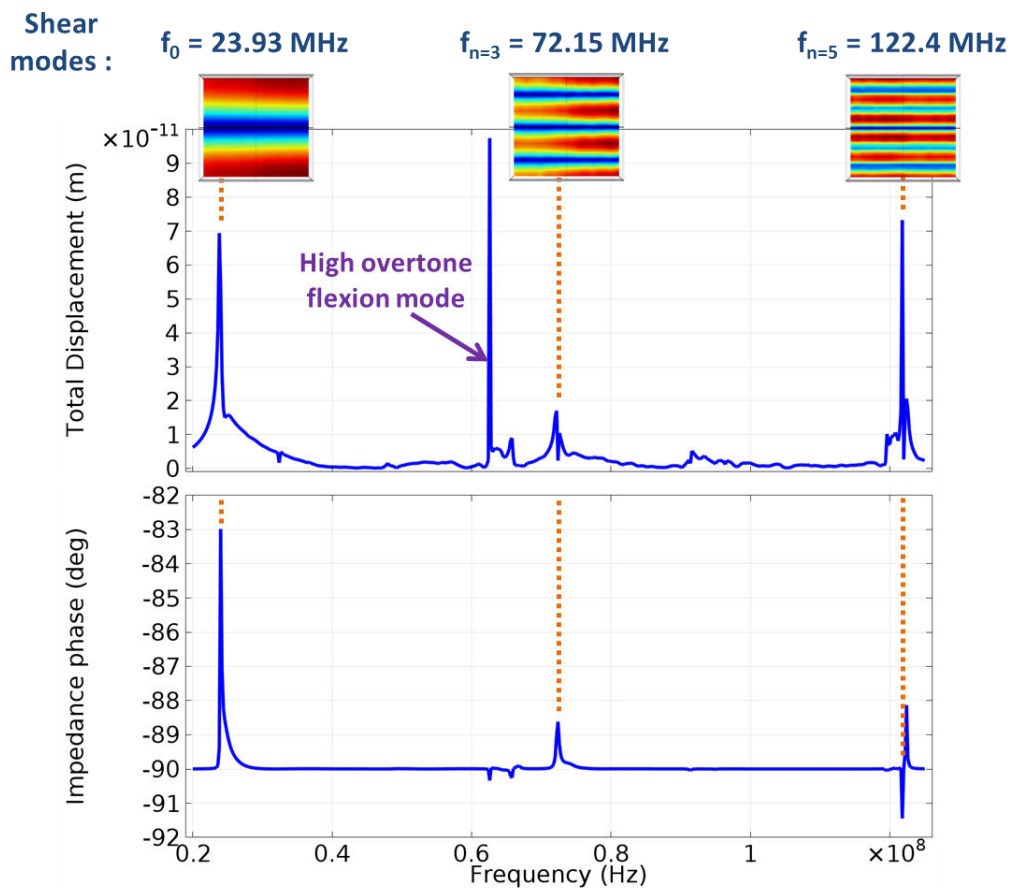 Shear
modes :
f0 = 23.93 MHz
fn=3 = 72.15 MHz
fn=5 = 122.4 MHz
×10-11
9
8
7
6
5
4
3
2
1
0
Total Displacement (m)
High overtone
flexion mode
-82
-83
-84
-85
-86
-87
-88
-89
-90
-91
-92
Impedance phase (deg)
0.2
0.4
0.6
0.8
1
×10^8
Frequency (Hz)